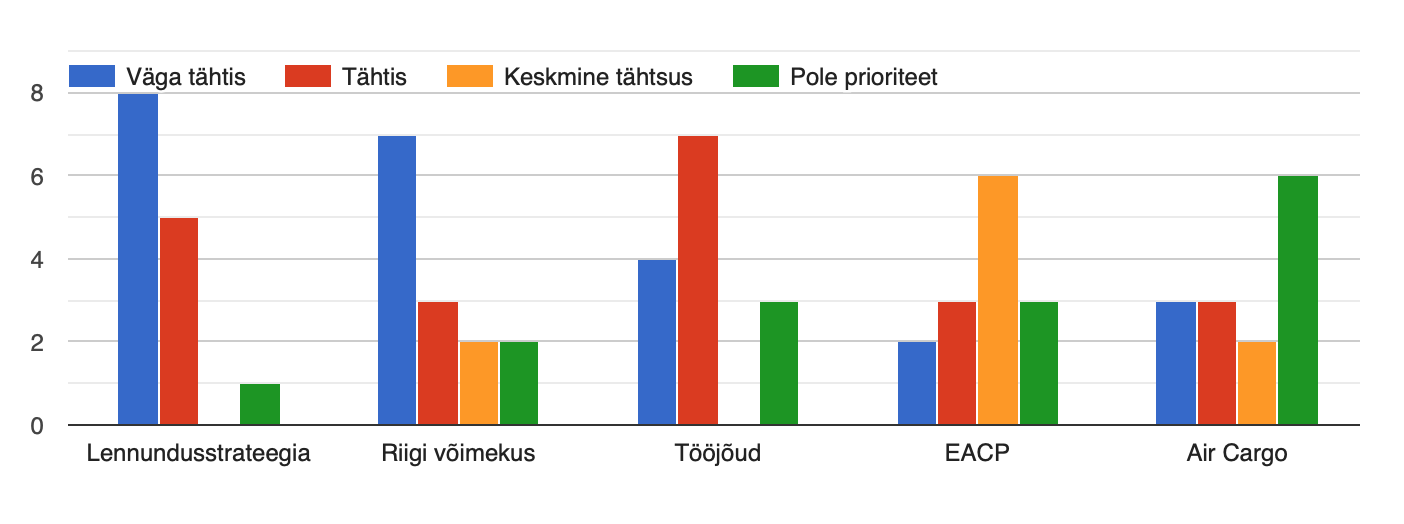 Väga tähtis Tähtis Keskmine tähtsus Pole prioriteet
8
6
4
2
0
Lennundusstrateegia Riigi võimekus Tööjõud EACP Air Cargo